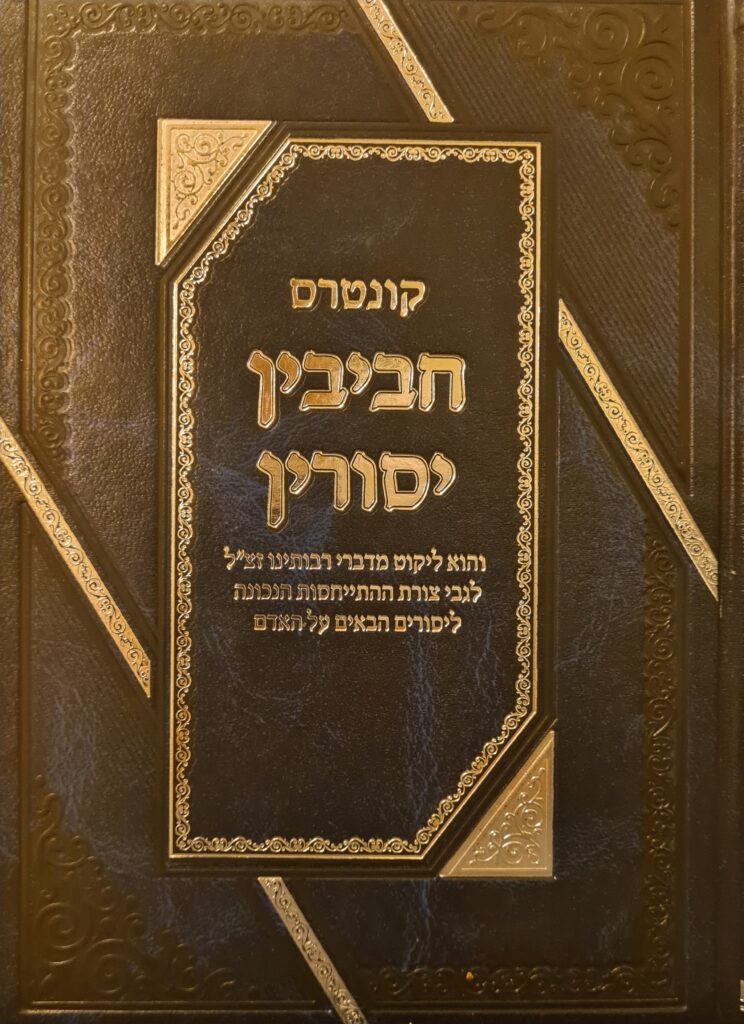 קונטרס
חביבין
יסורין
והוא ליקוט מדברי רבותינו זצ"ל
לגבי צורת ההתייחסות הנכונה
ליסורים הבאים על האדם